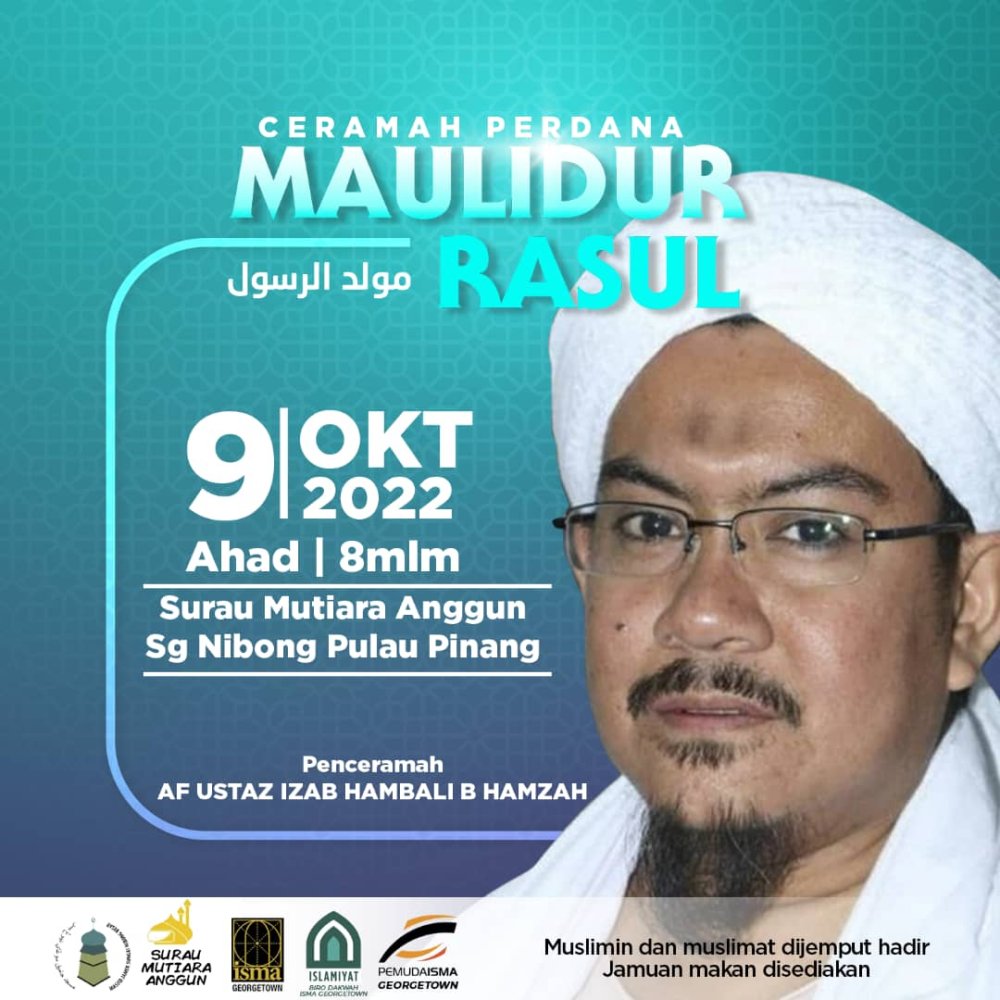 CERAMAH PERDANA
MAULIDUR
RASUL
مولد الرسول
9 OKT
2022
Ahad | 8mlm
Surau Mutiara Anggun
Sg Nibong Pulau Pinang
Penceramah
AF USTAZ IZAB HAMBALI B HAMZAH
SURAU
MUTIARA
ANGGUN
isma
GEORGETOWN
ISLAMIYAT
BIRO DAKWAH
ISMA GEORGETOWN
PEMUDAISMA
GEORGETOWN
Muslimin dan muslimat dijemput hadir
Jamuan makan disediakan